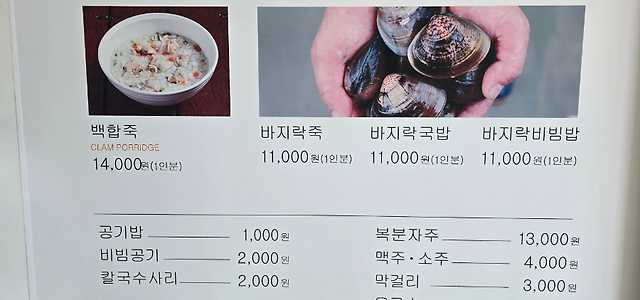 백합죽
CLAM PORRIDGE
14,000원(1인분)
바지락죽
11,000원(1인분)
바지락국밥
11,000원(1인분)
바지락비빔밥
11,000원(1인분)
공기밥 1,000원
비빔공기 2,000원
칼국수사리 2,000원
복분자주 13,000원
맥주·소주 4,000원
막걸리 3,000원